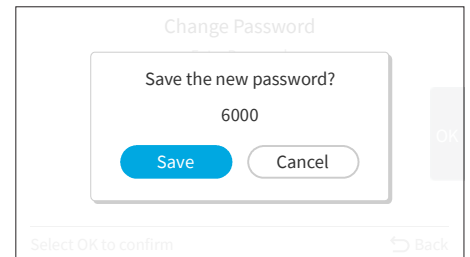 Change Password
Save the new password?
6000
Save Cancel
OK
Select OK to confirm Back